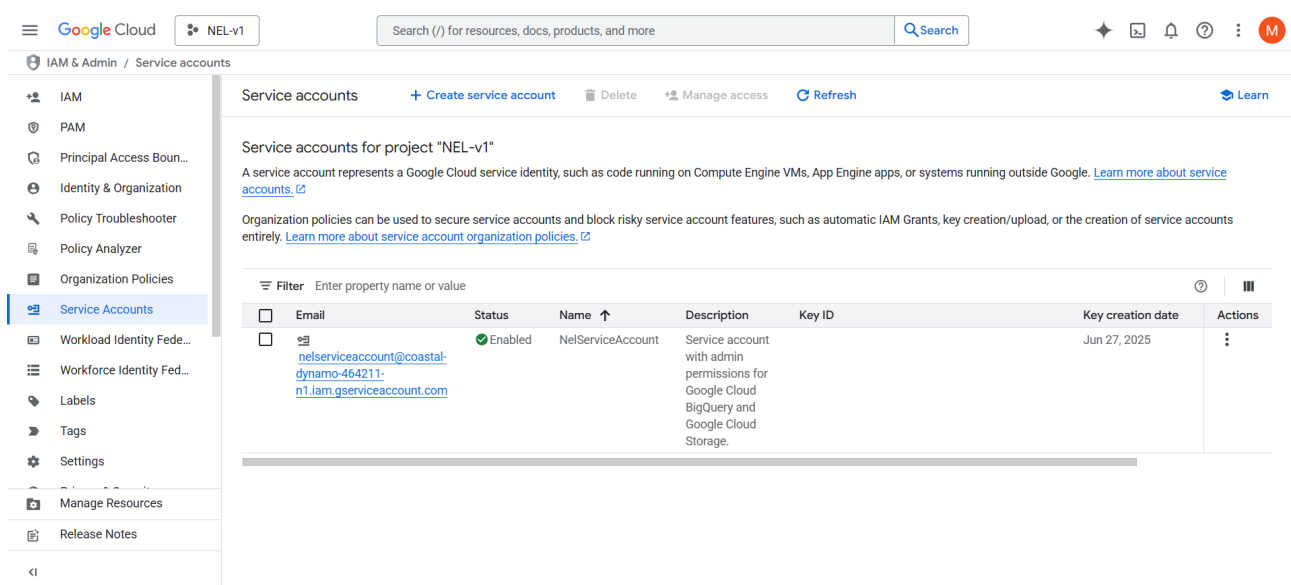 Google Cloud
NEL-v1
Search (/) for resources, docs, products, and more
Search
M
IAM & Admin / Service accounts
IAM
PAM
Principal Access Boun...
Identity & Organization
Policy Troubleshooter
Policy Analyzer
Organization Policies
Service Accounts
Workload Identity Fede...
Workforce Identity Fed...
Labels
Tags
Settings
Manage Resources
Release Notes
Service accounts
Create service account
Delete
Manage access
Refresh
Learn
Service accounts for project "NEL-v1"
A service account represents a Google Cloud service identity, such as code running on Compute Engine VMs, App Engine apps, or systems running outside Google. Learn more about service
accounts.
Organization policies can be used to secure service accounts and block risky service account features, such as automatic IAM Grants, key creation/upload, or the creation of service accounts
entirely. Learn more about service account organization policies.
Filter Enter property name or value
Email Status Name Description Key ID Key creation date Actions
Enabled NelServiceAccount Service account Jun 27, 2025
nelserviceaccount@coastal- with admin
dynamo-464211- permissions for
n1.iam.gserviceaccount.com Google Cloud
BigQuery and
Google Cloud
Storage.